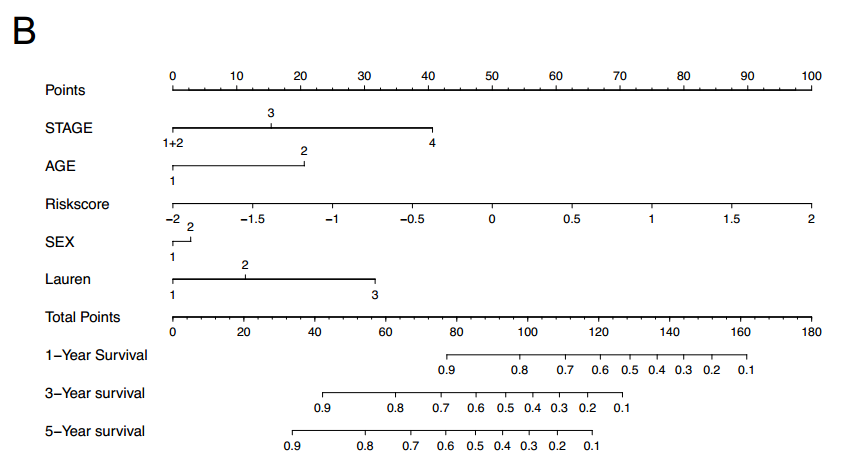 B
0 10 20 30 40 50 60 70 80 90 100
Points
3
STAGE
1+2 4
2
AGE
1
Riskscore
−2 −1.5 −1 −0.5 0 0.5 1 1.5 2
2
SEX
1
2
Lauren
1 3
Total Points
0 20 40 60 80 100 120 140 160 180
1−Year Survival
0.9 0.8 0.7 0.6 0.5 0.4 0.3 0.2 0.1
3−Year survival
0.9 0.8 0.7 0.6 0.5 0.4 0.3 0.2 0.1
5−Year survival
0.9 0.8 0.7 0.6 0.5 0.4 0.3 0.2 0.1